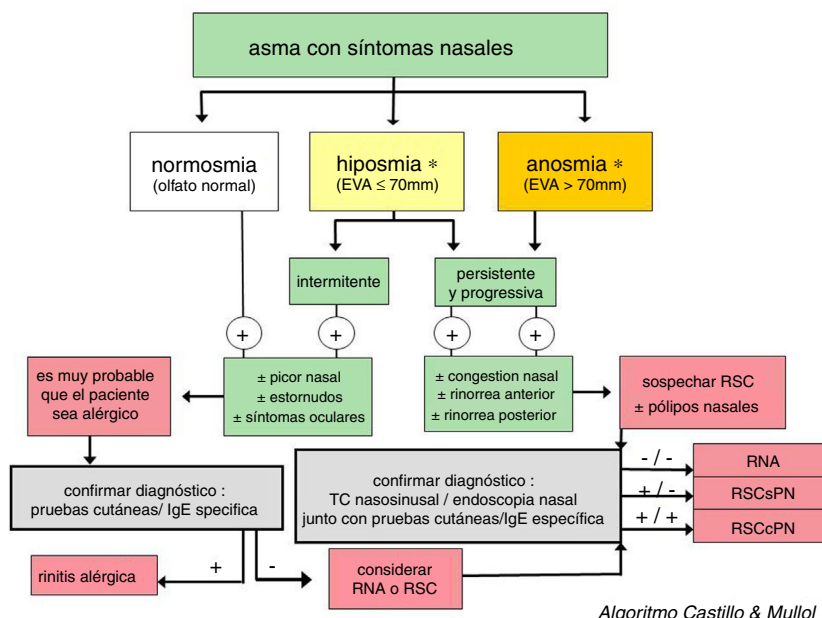 asma con síntomas nasales
normosmia
(olfato normal)
hiposmia *
(EVA ≤ 70mm)
anosmia *
(EVA > 70mm)
intermitente
persistente
y progressiva
+
+
+
+
es muy probable
que el paciente
sea alérgico
± picor nasal
± estornudos
± síntomas oculares
± congestion nasal
± rinorrea anterior
± rinorrea posterior
sospechar RSC
± pólipos nasales
confirmar diagnóstico :
pruebas cutáneas/ IgE specifica
confirmar diagnóstico :
TC nasosinusal / endoscopia nasal
junto con pruebas cutáneas/IgE específica
- / -
RNA
+ / -
RSCsPN
+ / +
RSCcPN
rinitis alérgica
+
-
considerar
RNA o RSC
Algoritmo Castillo & Mullol